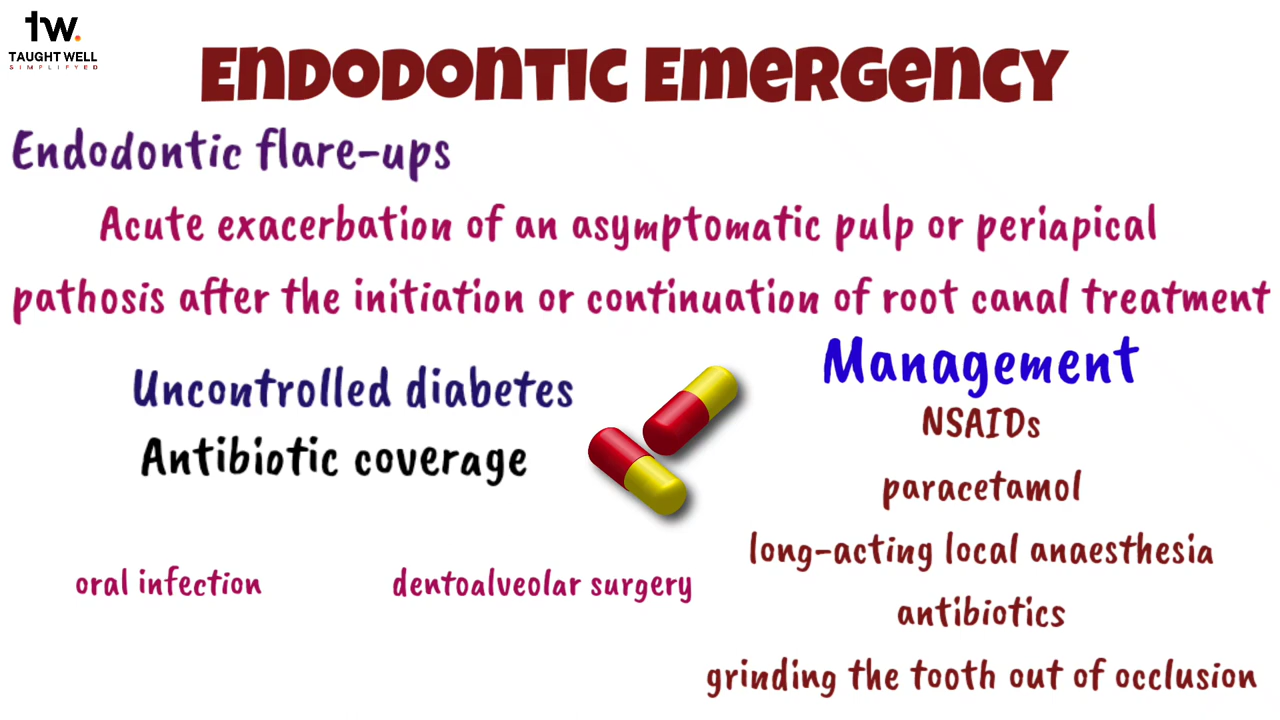 tw.
TAUGHT WELL
SIMPLIFYED
Endodontic Emergency
Endodontic flare-ups
Acute exacerbation of an asymptomatic pulp or periapical
pathosis after the initiation or continuation of root canal treatment
Uncontrolled diabetes
Antibiotic coverage
oral infection
dentoalveolar surgery
Management
NSAIDs
paracetamol
long-acting local anaesthesia
antibiotics
grinding the tooth out of occlusion